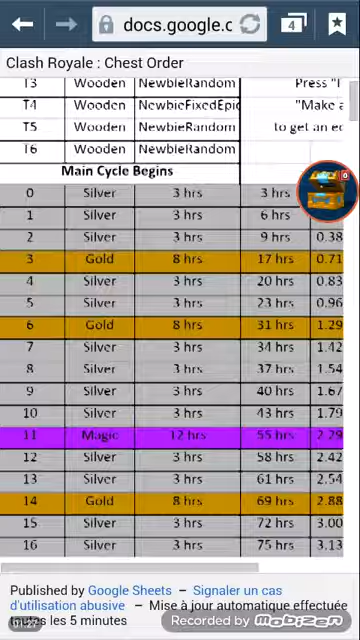 docs.google.c
4
Clash Royale : Chest Order
T3 Wooden NewbieRandom Press "I
T4 Wooden NewbieFixedEpic "Make a
T5 Wooden NewbieRandom to get an ec
T6 Wooden NewbieRandom
Main Cycle Begins
0 Silver 3 hrs 3 hrs
1 Silver 3 hrs 6 hrs
2 Silver 3 hrs 9 hrs 0.38
3 Gold 8 hrs 17 hrs 0.71
4 Silver 3 hrs 20 hrs 0.83
5 Silver 3 hrs 23 hrs 0.96
6 Gold 8 hrs 31 hrs 1.29
7 Silver 3 hrs 34 hrs 1.42
8 Silver 3 hrs 37 hrs 1.54
9 Silver 3 hrs 40 hrs 1.67
10 Silver 3 hrs 43 hrs 1.79
11 Magic 12 hrs 55 hrs 2.29
12 Silver 3 hrs 58 hrs 2.42
13 Silver 3 hrs 61 hrs 2.54
14 Gold 8 hrs 69 hrs 2.88
15 Silver 3 hrs 72 hrs 3.00
16 Silver 3 hrs 75 hrs 3.13
Published by Google Sheets – Signaler un cas
d'utilisation abusive – Mise à jour automatique effectuée
toutes les 5 minutes
01:27
Recorded by Mobizen